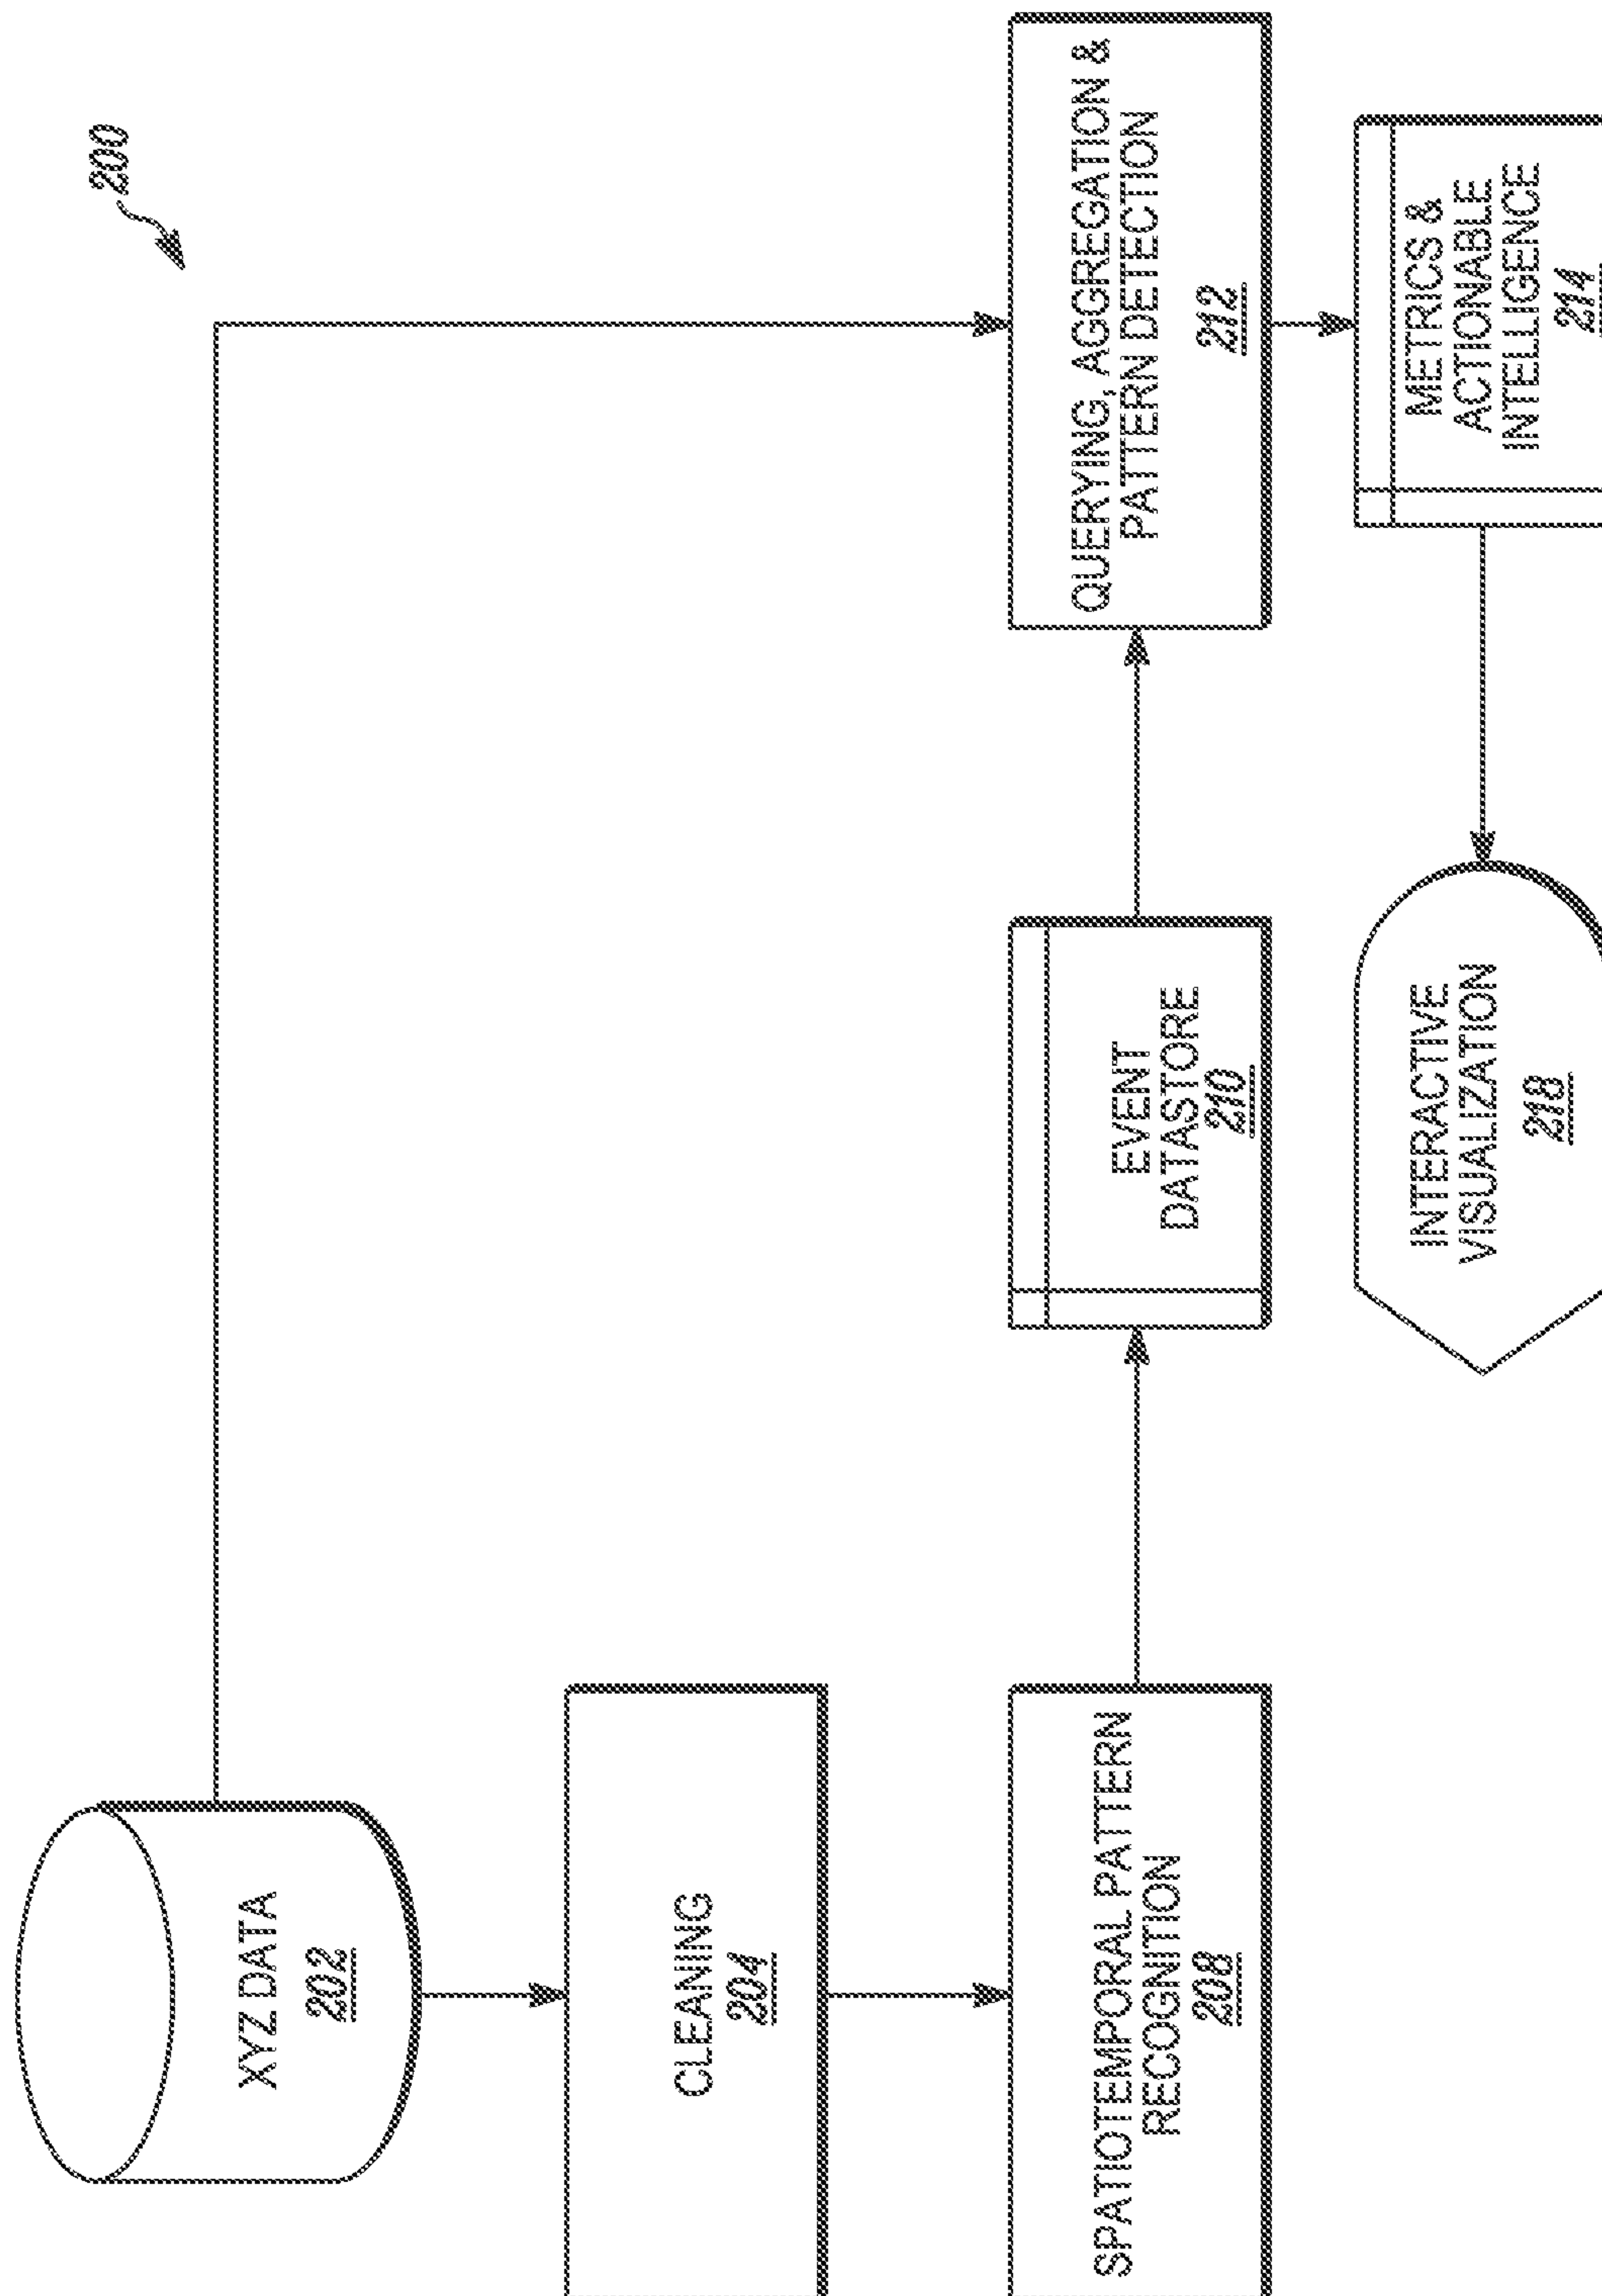 200
XYZ DATA
202
CLEANING
204
SPATIOTEMPORAL PATTERN
RECOGNITION
208
EVENT
DATASTORE
210
QUERYING, AGGREGATION &
PATTERN DETECTION
212
METRICS &
ACTIONABLE
INTELLIGENCE
214
INTERACTIVE
VISUALIZATION
218